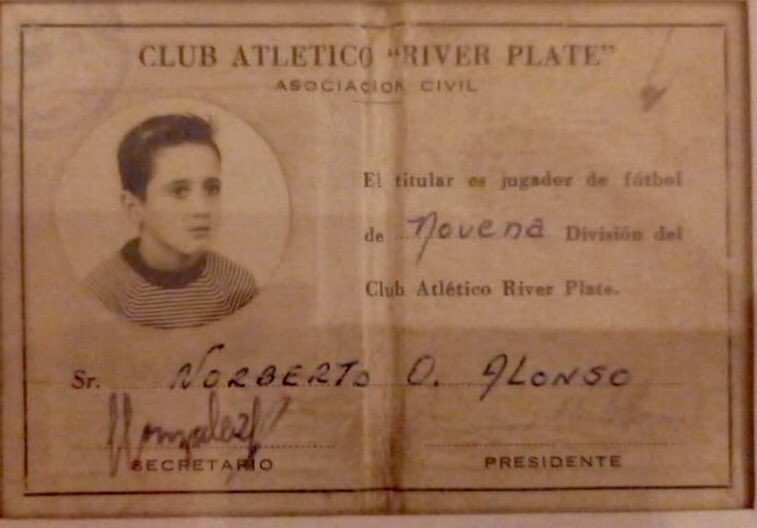 CLUB ATLETICO "RIVER PLATE"
ASOCIACION CIVIL
El titular es jugador de fútbol
de Novena División del
Club Atlético River Plate.
Sr. NORBERTO O. ALONSO
SECRETARIO
PRESIDENTE